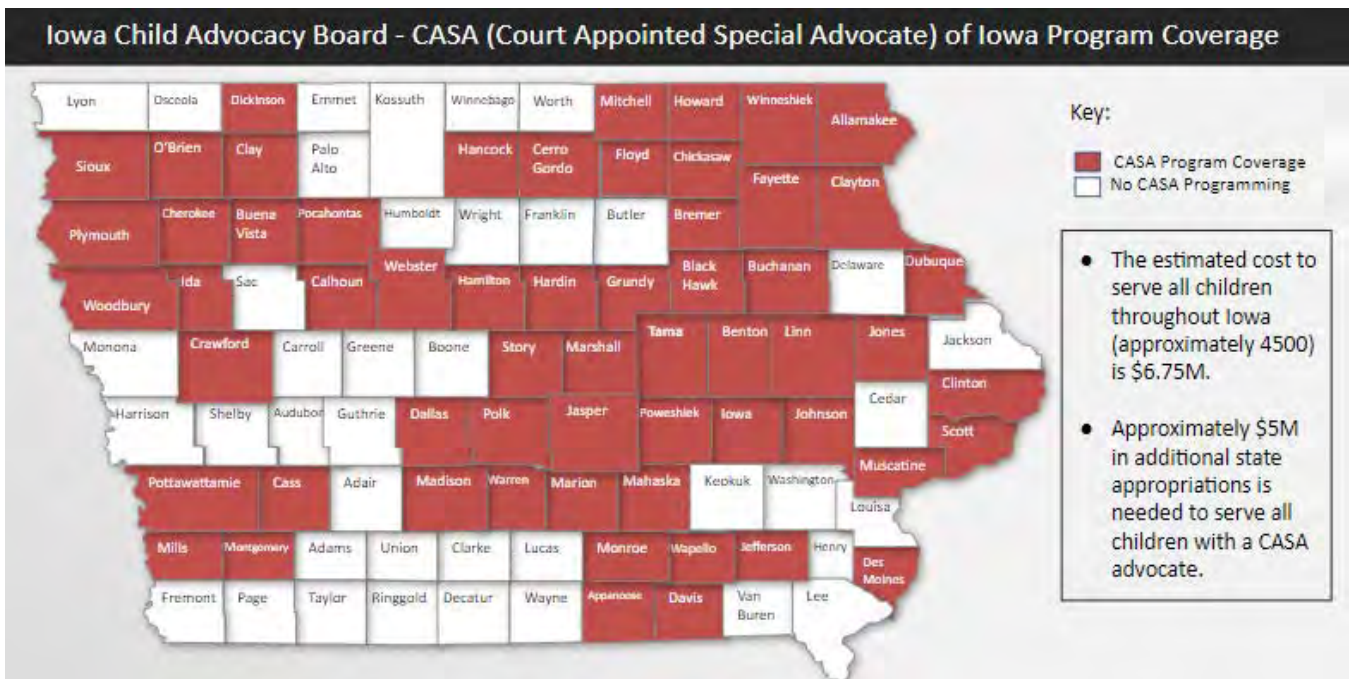 Iowa Child Advocacy Board - CASA (Court Appointed Special Advocate) of Iowa Program Coverage
Lyon Osceola Dickinson Emmet Kossuth Winnebago Worth Mitchell Howard Winneshiek Allamakee
Sioux O'Brien Clay Palo Alto Hancock Cerro Gordo Floyd Chickasaw Fayette Clayton
Plymouth Cherokee Buena Vista Pocahontas Humboldt Wright Franklin Butler Bremer
Woodbury Ida Sac Calhoun Webster Hamilton Hardin Grundy Black Hawk Buchanan Delaware Dubuque
Monona Crawford Carroll Greene Boone Story Marshall Tama Benton Linn Jones Jackson
Harrison Shelby Audubon Guthrie Dallas Polk Jasper Poweshiek Iowa Johnson Cedar Clinton
Scott
Pottawattamie Cass Adair Madison Warren Marion Mahaska Keokuk Washington Muscatine
Louisa
Mills Montgomery Adams Union Clarke Lucas Monroe Wapello Jefferson Henry Des Moines
Fremont Page Taylor Ringgold Decatur Wayne Appanoose Davis Van Buren Lee
Key:
CASA Program Coverage
No CASA Programming
● The estimated cost to
serve all children
throughout Iowa
(approximately 4500)
is $6.75M.
● Approximately $5M
in additional state
appropriations is
needed to serve all
children with a CASA
advocate.